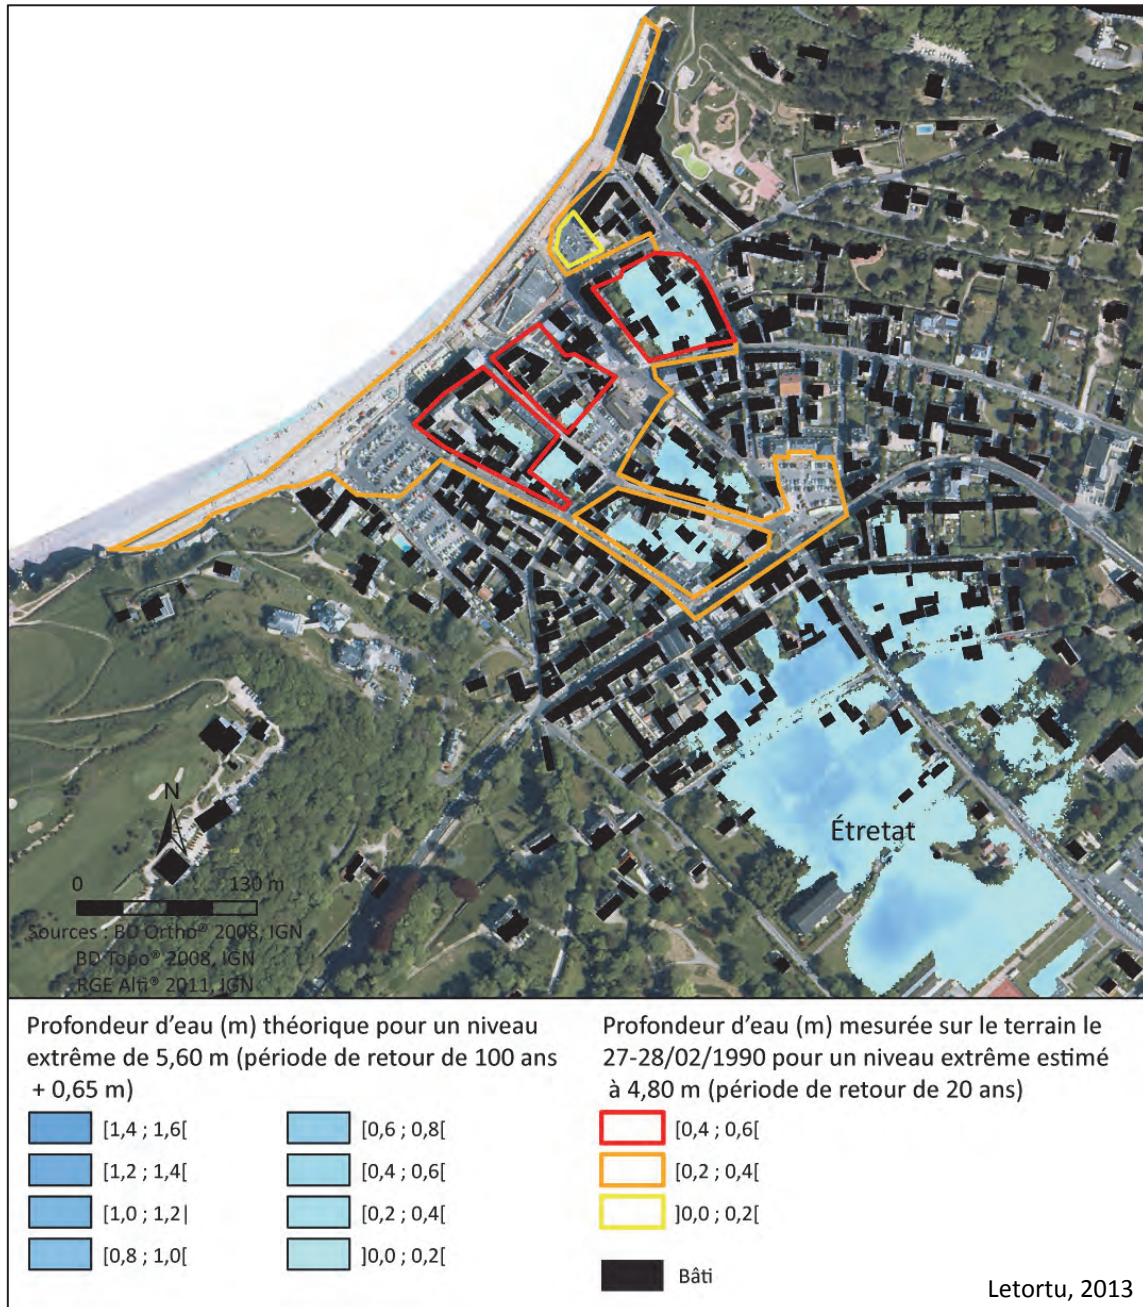 Étretat
N
0 130 m
Sources : BD Ortho® 2008, IGN
BD Topo® 2008, IGN
RGE Alti® 2011, IGN
Profondeur d'eau (m) théorique pour un niveau
extrême de 5,60 m (période de retour de 100 ans
+ 0,65 m)
[1,4 ; 1,6[
[1,2 ; 1,4[
[1,0 ; 1,2|
[0,8 ; 1,0[
[0,6 ; 0,8[
[0,4 ; 0,6[
[0,2 ; 0,4[
]0,0 ; 0,2[
Profondeur d'eau (m) mesurée sur le terrain le
27-28/02/1990 pour un niveau extrême estimé
à 4,80 m (période de retour de 20 ans)
[0,4 ; 0,6[
[0,2 ; 0,4[
]0,0 ; 0,2[
Bâti
Letortu, 2013